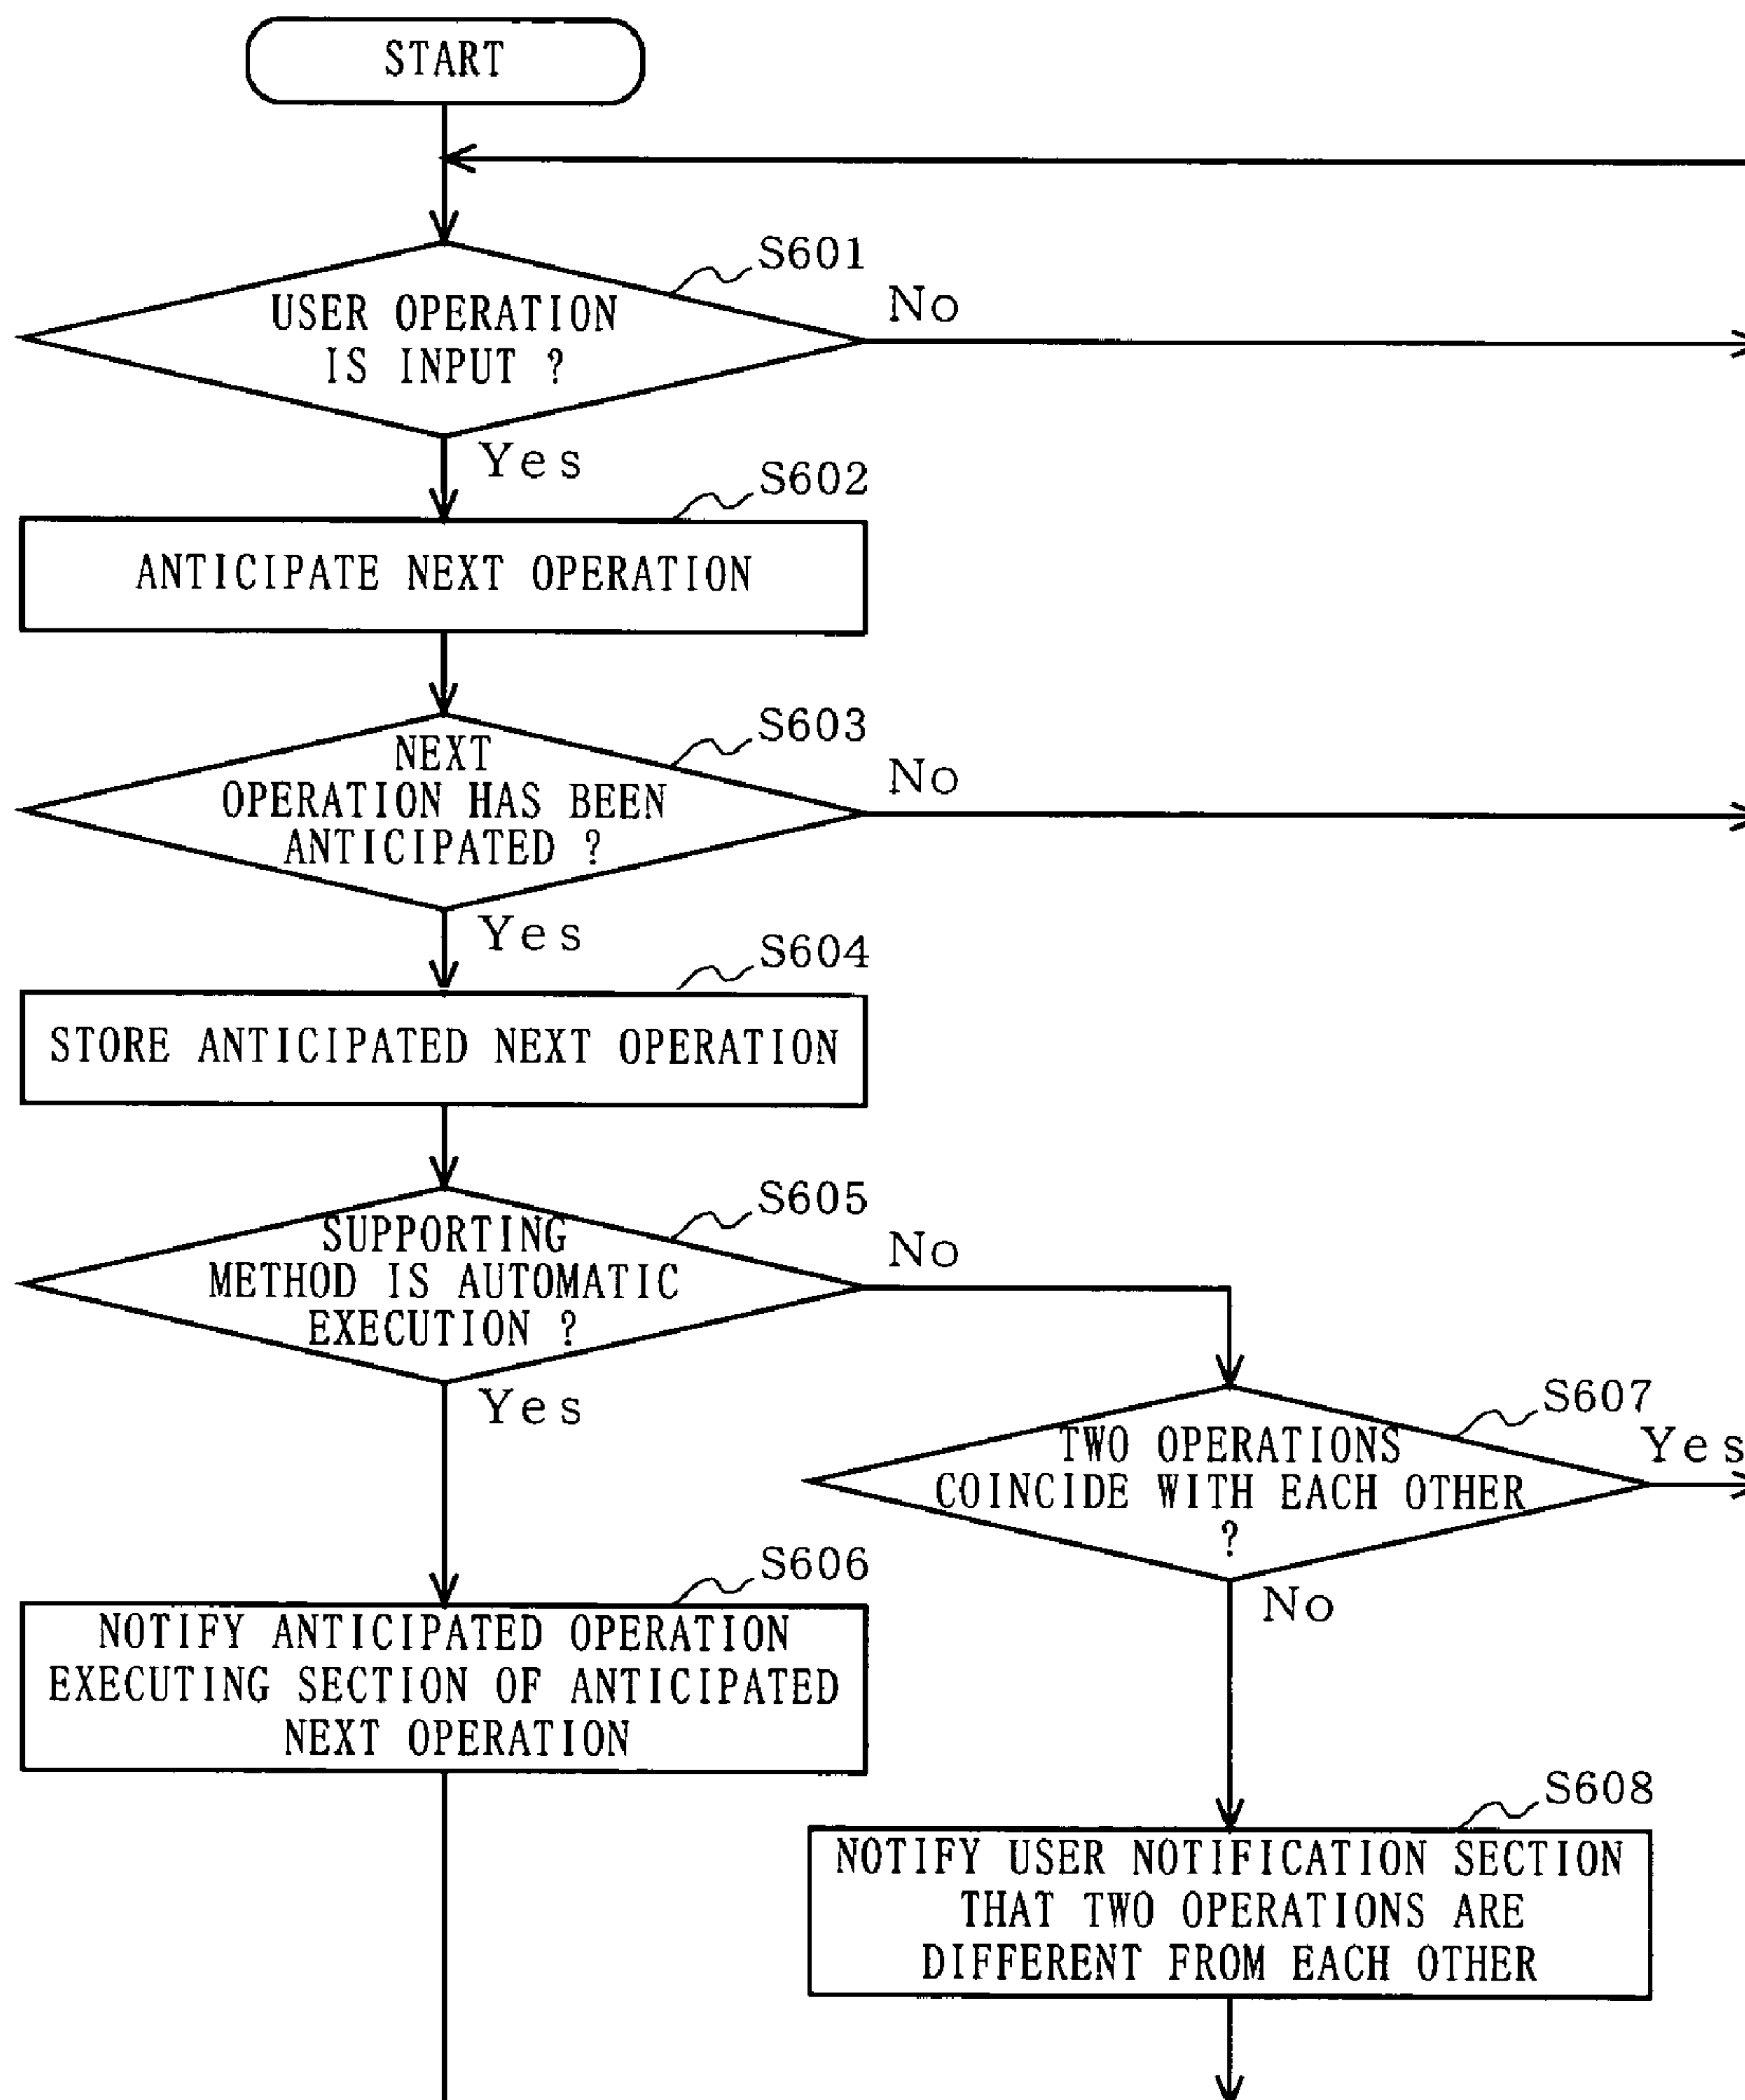 START
S601
USER OPERATION
IS INPUT ?
No
Yes
S602
ANTICIPATE NEXT OPERATION
S603
NEXT
OPERATION HAS BEEN
ANTICIPATED ?
No
Yes
S604
STORE ANTICIPATED NEXT OPERATION
S605
SUPPORTING
METHOD IS AUTOMATIC
EXECUTION ?
No
Yes
S607
TWO OPERATIONS
COINCIDE WITH EACH OTHER
?
Yes
No
S606
NOTIFY ANTICIPATED OPERATION
EXECUTING SECTION OF ANTICIPATED
NEXT OPERATION
S608
NOTIFY USER NOTIFICATION SECTION
THAT TWO OPERATIONS ARE
DIFFERENT FROM EACH OTHER